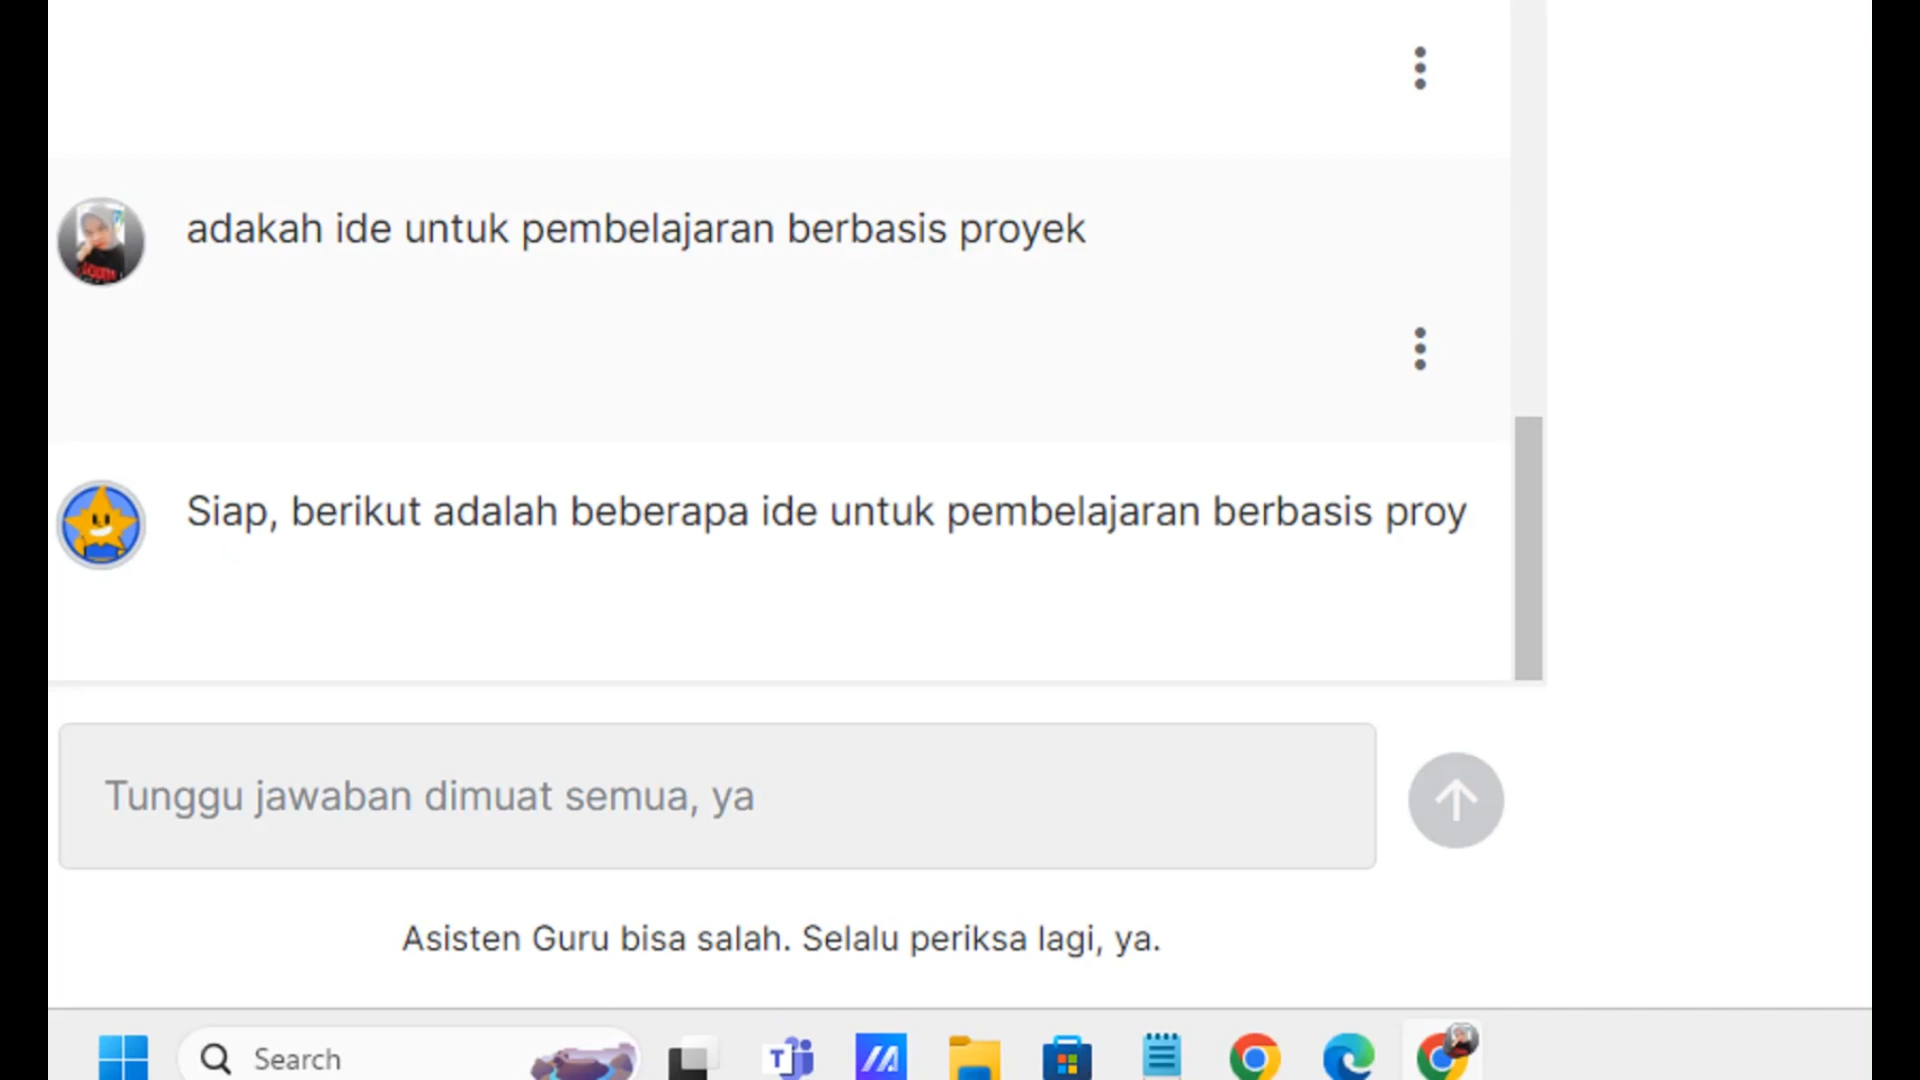 adakah ide untuk pembelajaran berbasis proyek
Siap, berikut adalah beberapa ide untuk pembelajaran berbasis proy
Tunggu jawaban dimuat semua, ya
Asisten Guru bisa salah. Selalu periksa lagi, ya.
Search